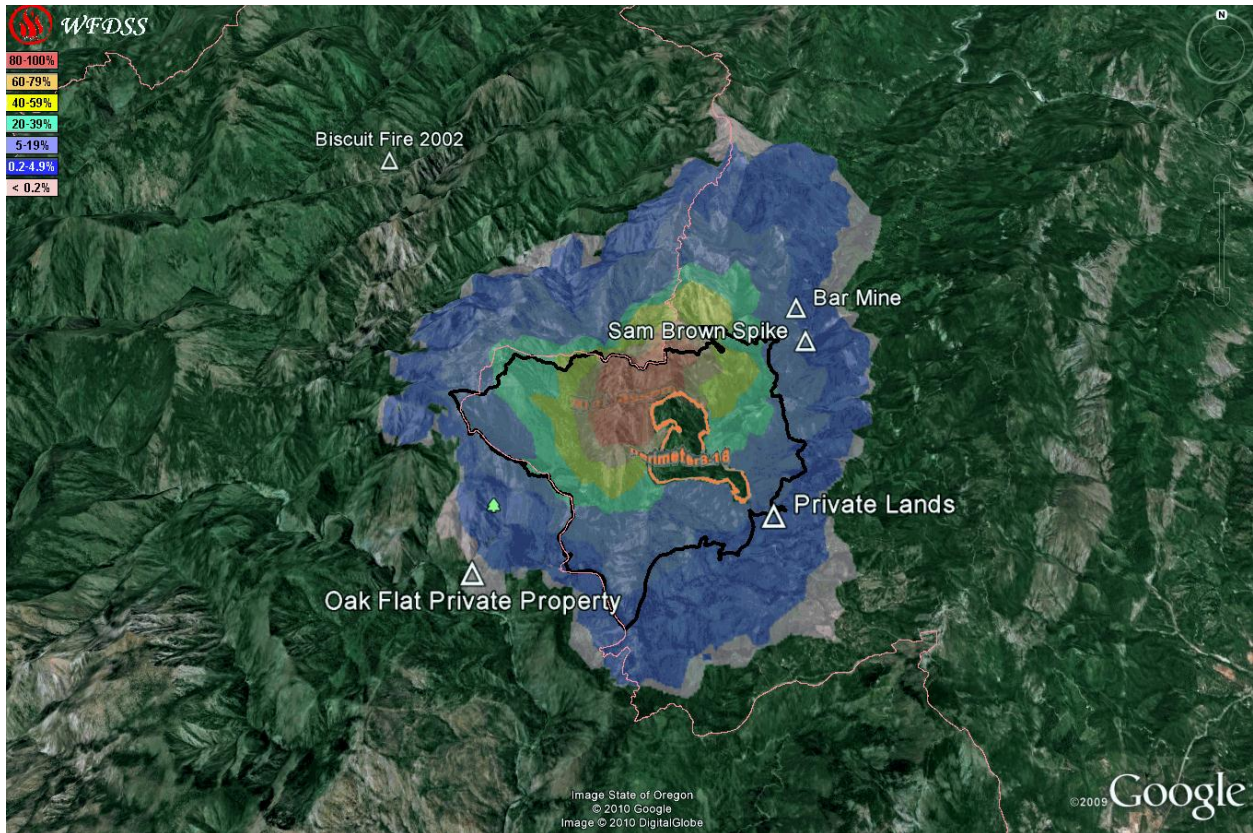 WFDSS
80-100%
60-79%
40-59%
20-39%
5-19%
0.2-4.9%
< 0.2%
N
Biscuit Fire 2002
Bar Mine
Sam Brown Spike
Private Lands
Oak Flat Private Property
Image State of Oregon
© 2010 Google
Image © 2010 DigitalGlobe
©2009 Google